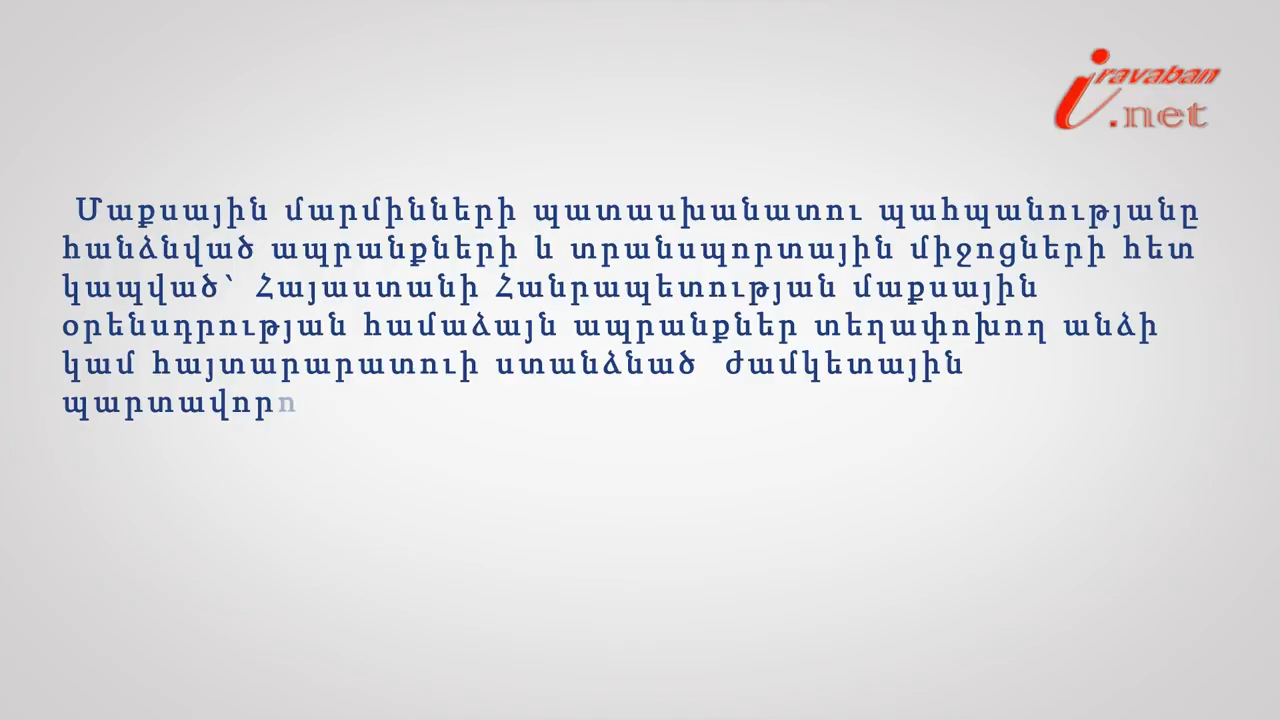 iravaban
.net
Մաքսային մարմինների պատասխանատու պահպանությանը
հանձնված ապրանքների և տրանսպորտային միջոցների հետ
կապված՝ Հայաստանի Հանրապետության մաքսային
օրենսդրության համաձայն ապրանքներ տեղափոխող անձի
կամ հայտարարատուի ստանձնած ժամկետային
պարտավորո